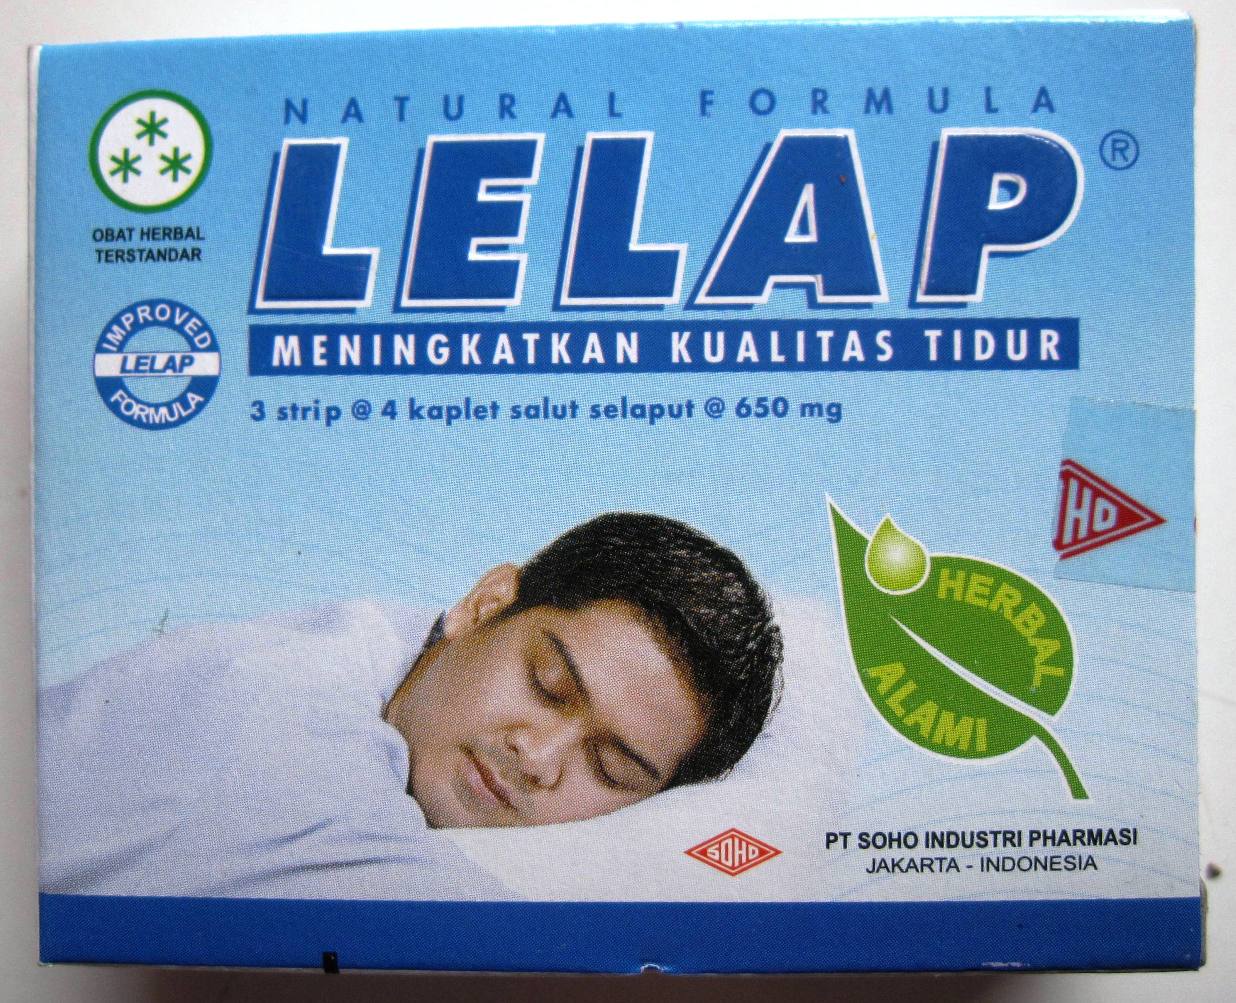 NATURAL FORMULA
LELAP®
MENINGKATKAN KUALITAS TIDUR
3 strip @ 4 kaplet salut selaput @ 650 mg
OBAT HERBAL
TERSTANDAR
IMPROVED
LELAP
FORMULA
HO
HERBAL
ALAMI
SOHO
PT SOHO INDUSTRI PHARMASI
JAKARTA - INDONESIA